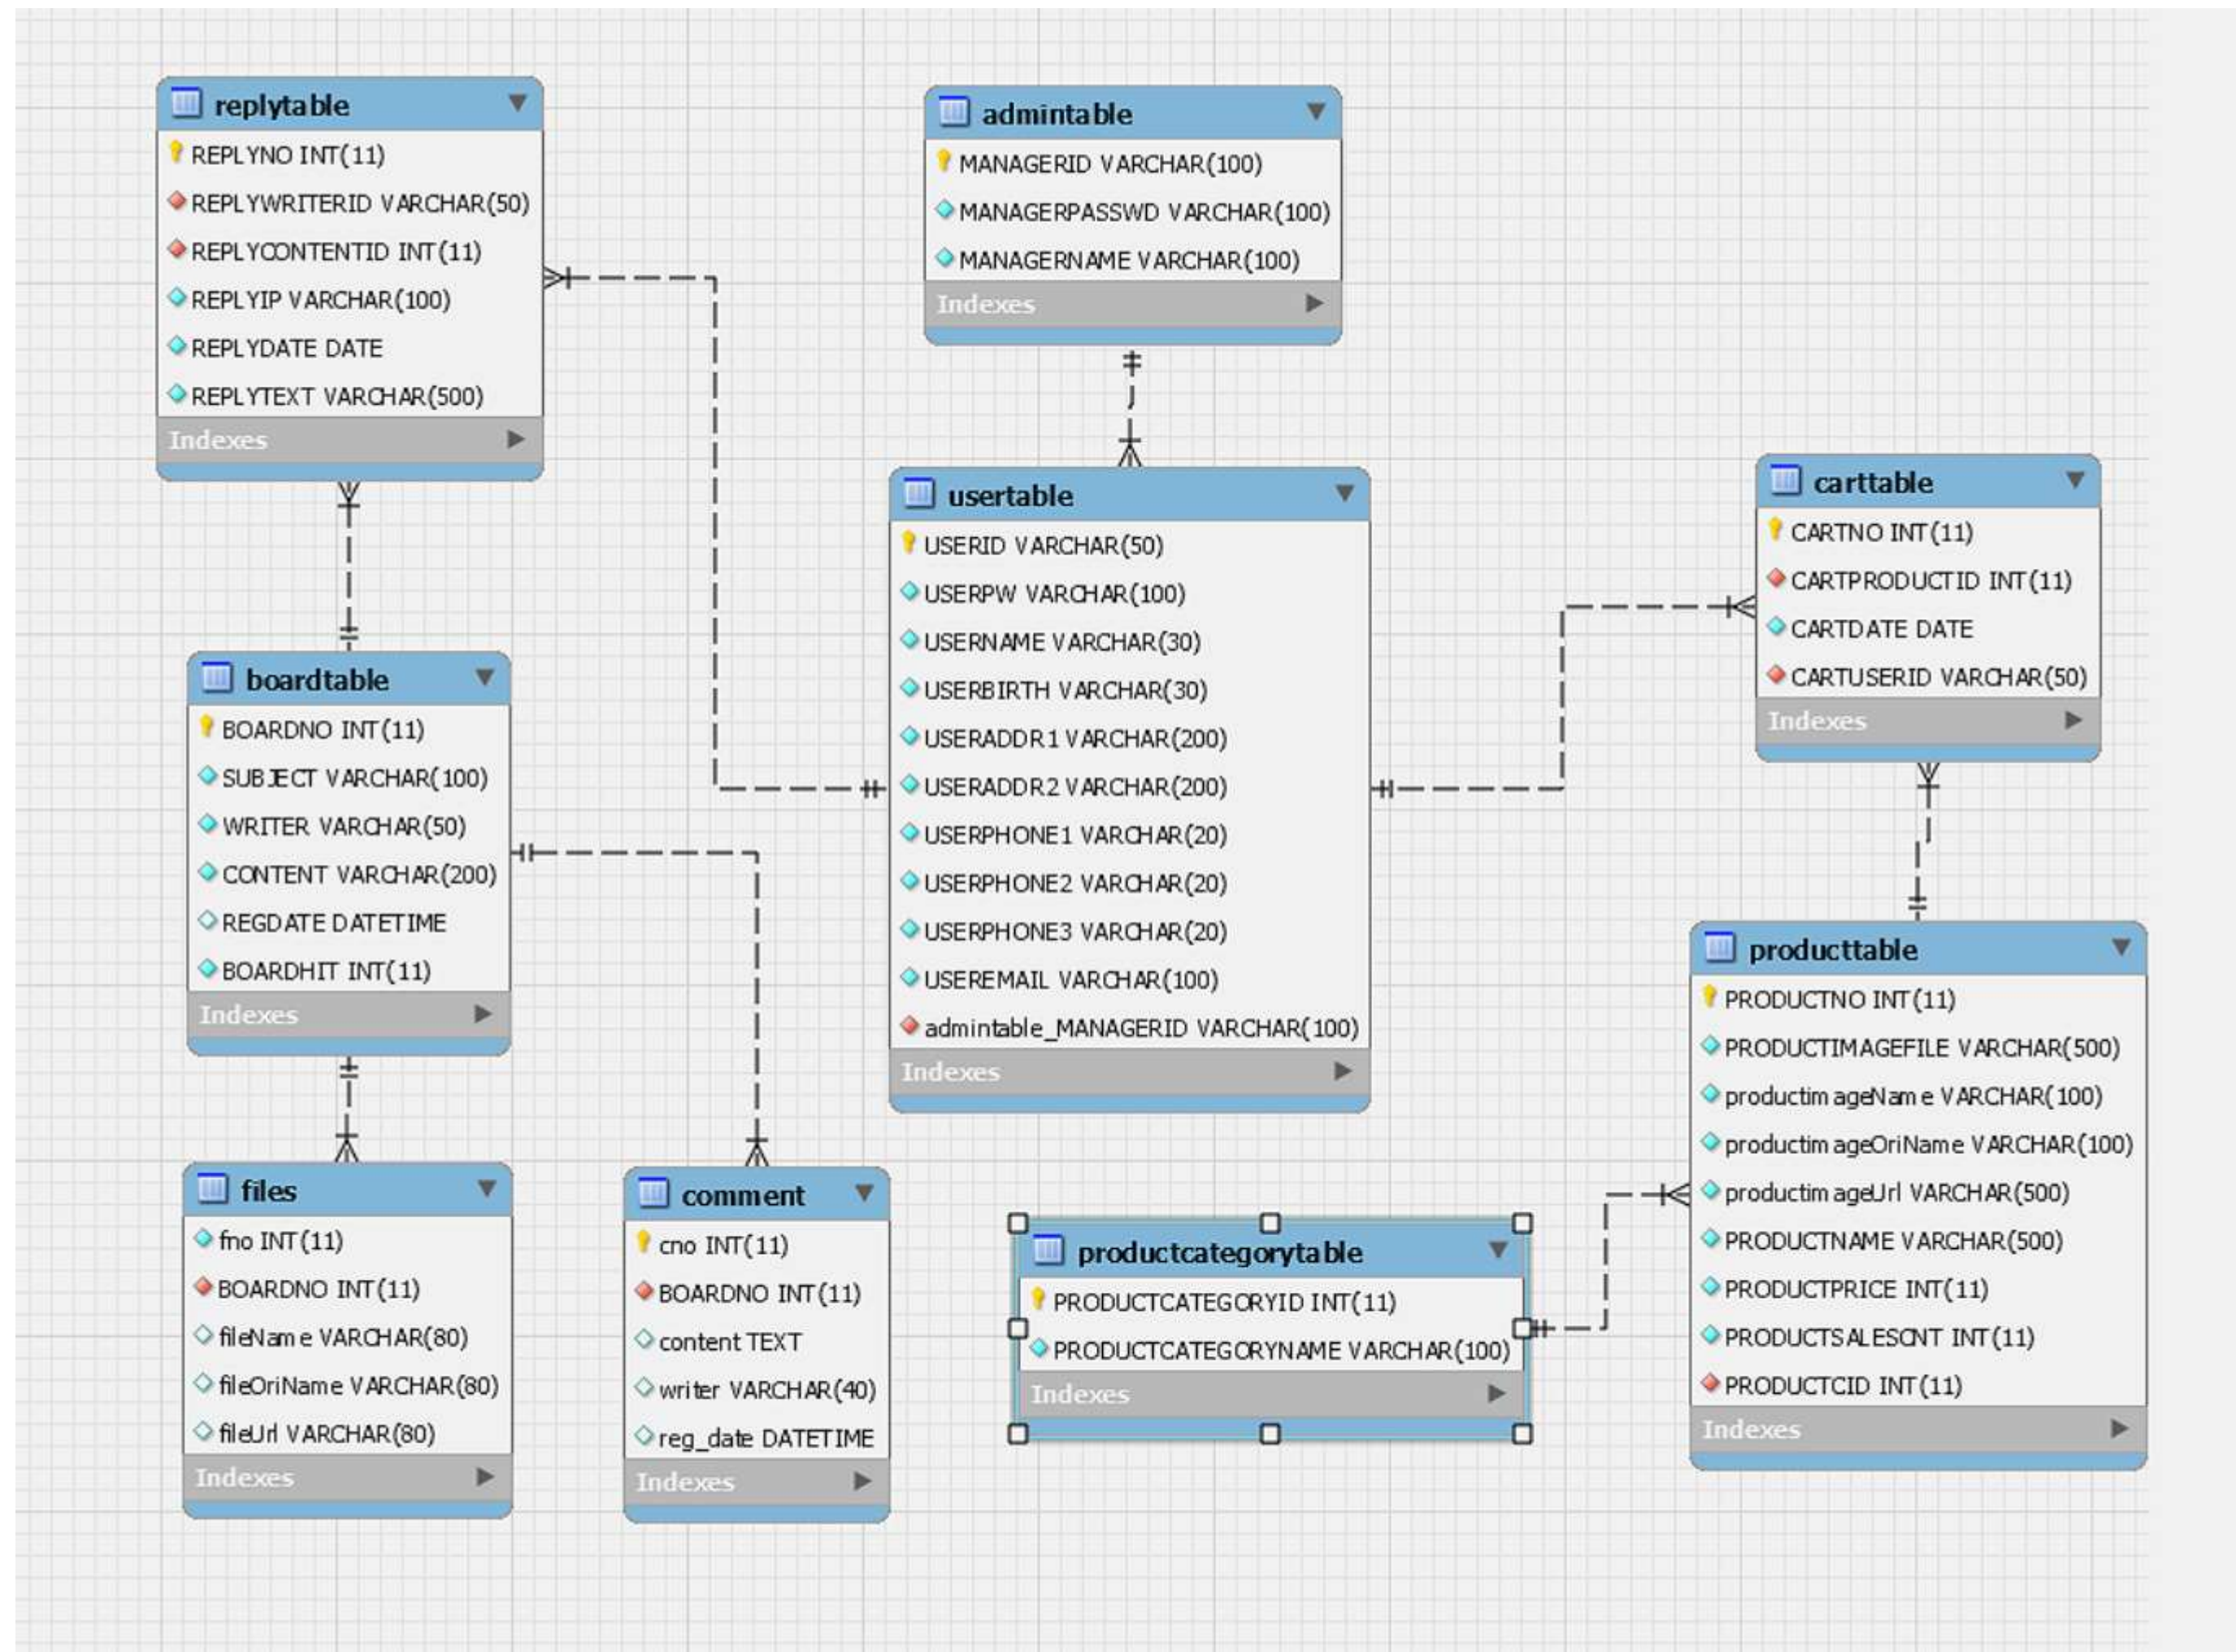 replytable
REPLYNO INT(11)
REPLYWRITERID VARCHAR(50)
REPLYCONTENTID INT(11)
REPLYIP VARCHAR(100)
REPLYDATE DATE
REPLYTEXT VARCHAR(500)
Indexes
admintable
MANAGERID VARCHAR(100)
MANAGERPASSWD VARCHAR(100)
MANAGERNAME VARCHAR(100)
Indexes
usertable
USERID VARCHAR(50)
USERPW VARCHAR(100)
USERNAME VARCHAR(30)
USERBIRTH VARCHAR(30)
USERADDR1 VARCHAR(200)
USERADDR2 VARCHAR(200)
USERPHONE1 VARCHAR(20)
USERPHONE2 VARCHAR(20)
USERPHONE3 VARCHAR(20)
USEREMAIL VARCHAR(100)
admintable_MANAGERID VARCHAR(100)
Indexes
carttable
CARTNO INT(11)
CARTPRODUCTID INT(11)
CARTDATE DATE
CARTUSERID VARCHAR(50)
Indexes
boardtable
BOARDNO INT(11)
SUBJECT VARCHAR(100)
WRITER VARCHAR(50)
CONTENT VARCHAR(200)
REGDATE DATETIME
BOARDHIT INT(11)
Indexes
producttable
PRODUCTNO INT(11)
PRODUCTIMAGEFILE VARCHAR(500)
productimageName VARCHAR(100)
productimageOriName VARCHAR(100)
productimageUrl VARCHAR(500)
PRODUCTNAME VARCHAR(500)
PRODUCTPRICE INT(11)
PRODUCTSALESCNT INT(11)
PRODUCTCID INT(11)
Indexes
files
fno INT(11)
BOARDNO INT(11)
fileName VARCHAR(80)
fileOriName VARCHAR(80)
fileUrl VARCHAR(80)
Indexes
comment
cno INT(11)
BOARDNO INT(11)
content TEXT
writer VARCHAR(40)
reg_date DATETIME
Indexes
productcategorytable
PRODUCTCATEGORYID INT(11)
PRODUCTCATEGORYNAME VARCHAR(100)
Indexes